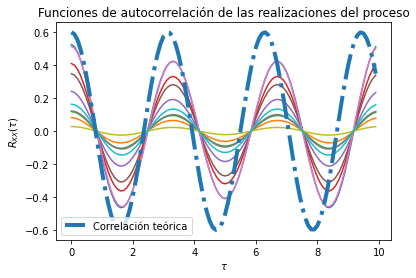 Funciones de autocorrelación de las realizaciones del proceso
0.6
0.4
0.2
0.0
−0.2
−0.4
−0.6
R_{XX}(τ)
Correlación teórica
0 2 4 6 8 10
τ